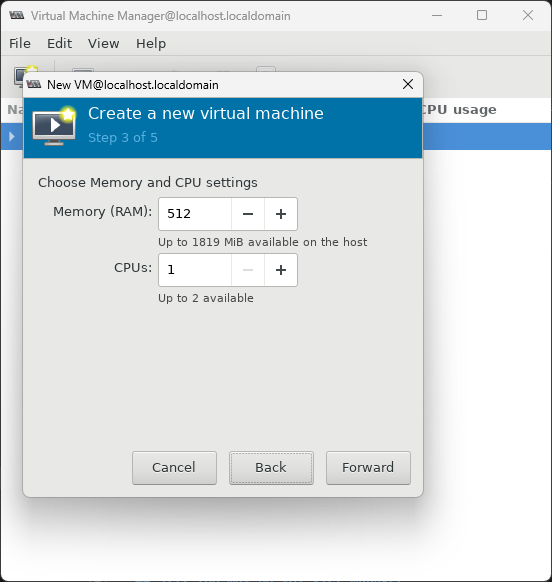 Virtual Machine Manager@localhost.localdomain
File Edit View Help
New VM@localhost.localdomain
Create a new virtual machine
Step 3 of 5
CPU usage
Choose Memory and CPU settings
Memory (RAM): 512
Up to 1819 MiB available on the host
CPUs: 1
Up to 2 available
Cancel Back Forward